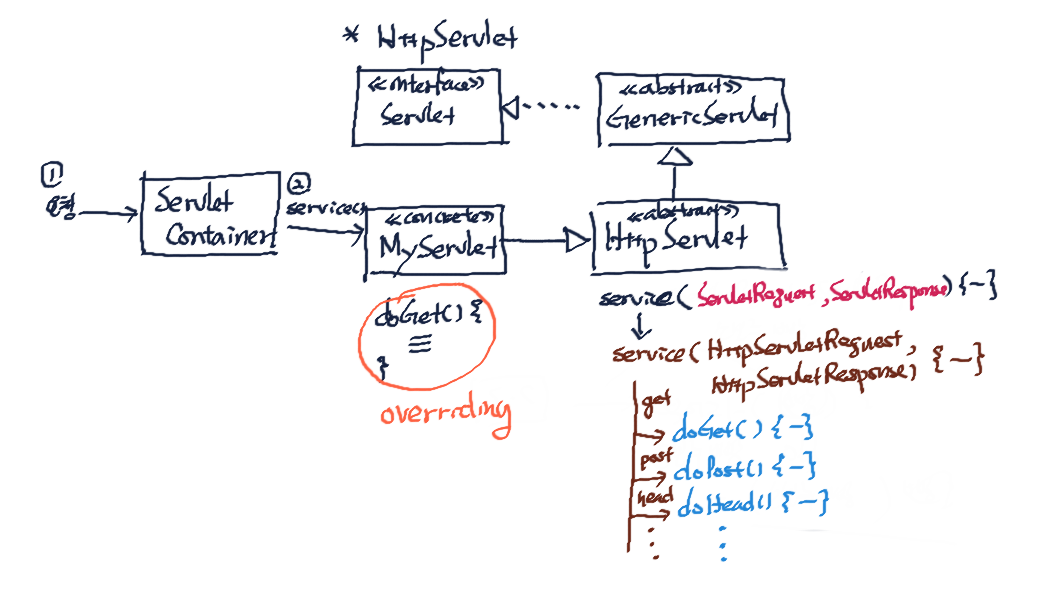 * HttpServlet
<<interface>>
Servlet
<<abstract>>
GenericServlet
①
요청
Servlet
Container
②
service()
<<concrete>>
MyServlet
<<abstract>>
HttpServlet
doGet() {
}
overriding
service(ServletRequest, ServletResponse) {~}
service(HttpServletRequest,
HttpServletResponse) {~}
get
doGet() {~}
post
doPost() {~}
head
doHead() {~}